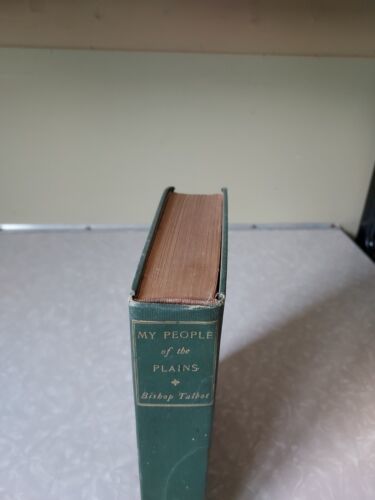 MY PEOPLE
of the
PLAINS
Bishop Talbot